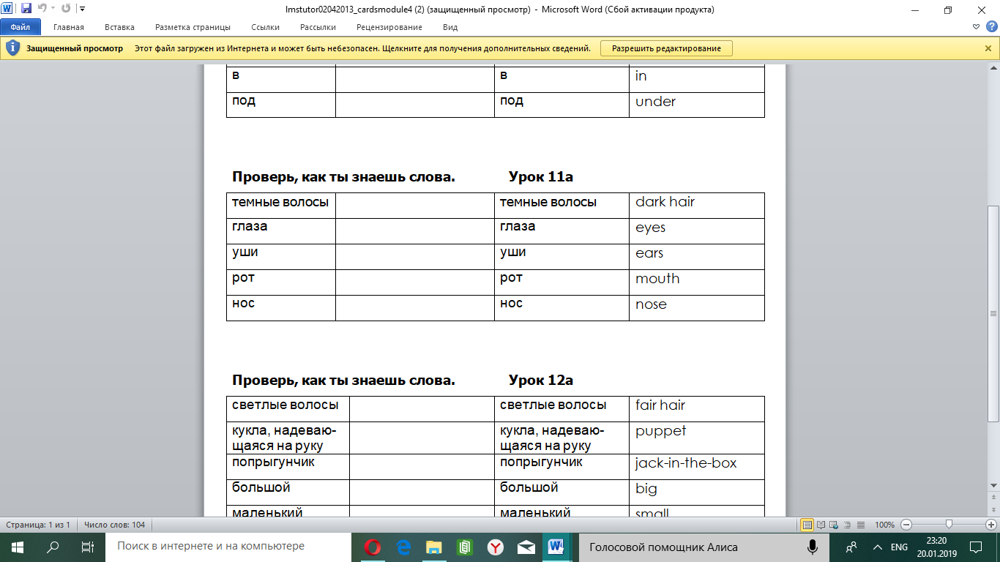 lmstutor02042013_cardsmodule4 (2) (защищенный просмотр) - Microsoft Word (Сбой активации продукта)
Файл Главная Вставка Разметка страницы Ссылки Рассылки Рецензирование Вид
Защищенный просмотр Этот файл загружен из Интернета и может быть небезопасен. Щелкните для получения дополнительных сведений. Разрешить редактирование
в в in
под под under
Проверь, как ты знаешь слова. Урок 11а
темные волосы темные волосы dark hair
глаза глаза eyes
уши уши ears
рот рот mouth
нос нос nose
Проверь, как ты знаешь слова. Урок 12а
светлые волосы светлые волосы fair hair
кукла, надеваю- кукла, надеваю- puppet
щаяся на руку щаяся на руку
попрыгунчик попрыгунчик jack-in-the-box
большой большой big
маленький маленький small
Страница: 1 из 1 Число слов: 104 100%
Поиск в интернете и на компьютере Голосовой помощник Алиса ENG 23:20
20.01.2019